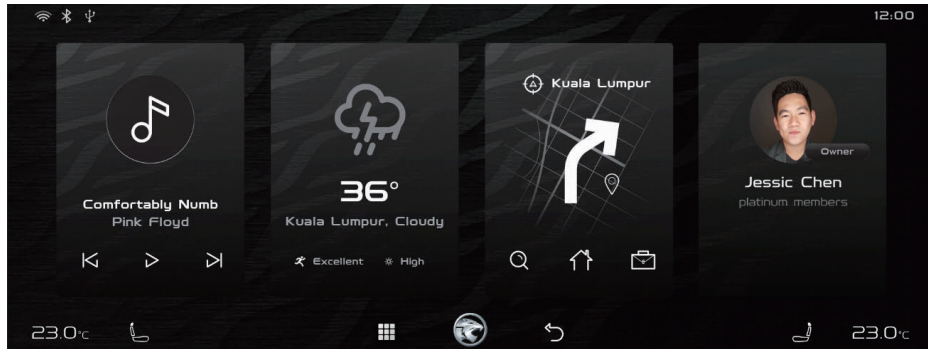 12:00
Comfortably Numb
Pink Floyd
36°
Kuala Lumpur, Cloudy
Excellent High
Kuala Lumpur
Owner
Jessic Chen
platinum members
23.0°C
23.0°C